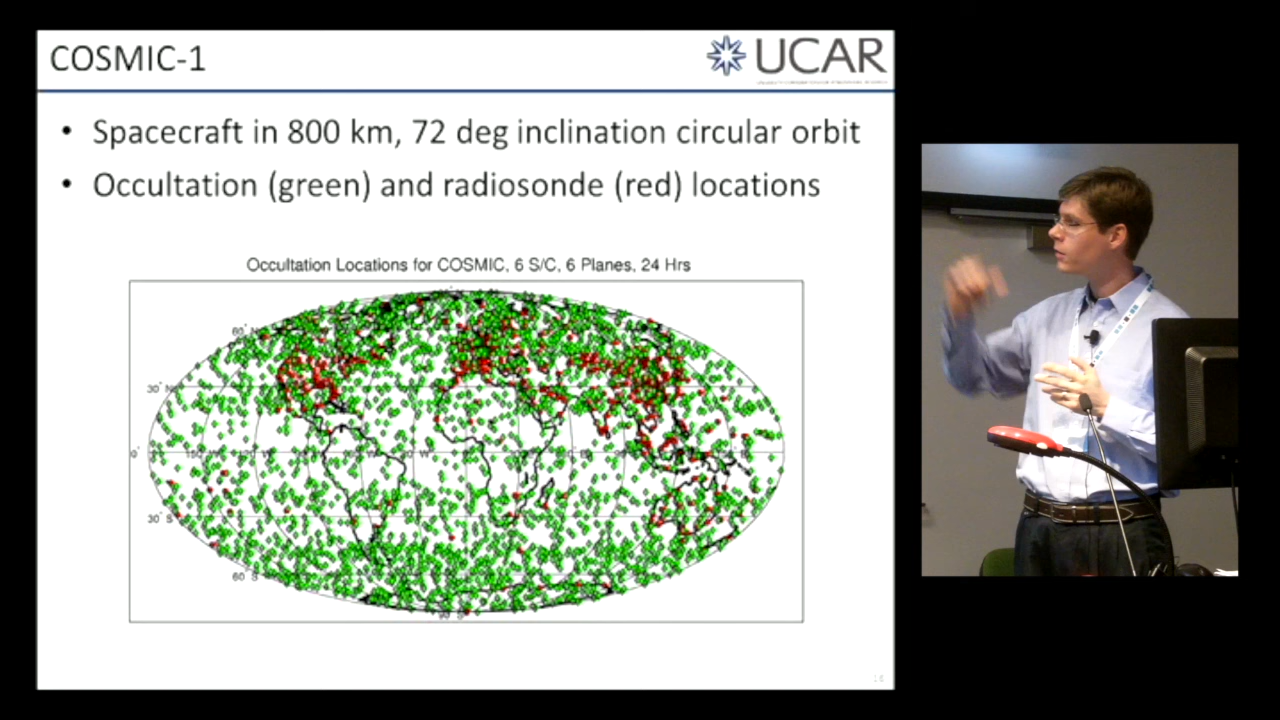 COSMIC-1
UCAR
• Spacecraft in 800 km, 72 deg inclination circular orbit
• Occultation (green) and radiosonde (red) locations
Occultation Locations for COSMIC, 6 S/C, 6 Planes, 24 Hrs
60° N
30° N
30° S
60° S